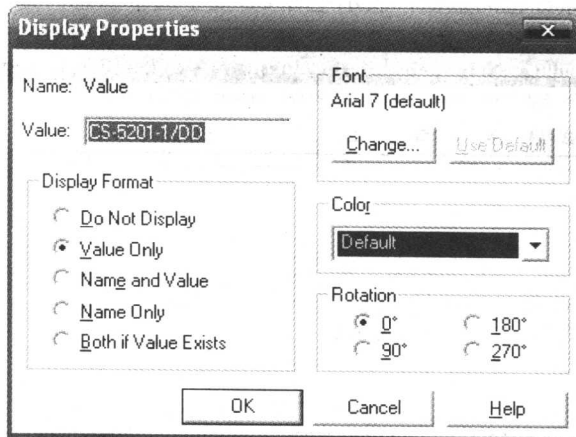 Display Properties
Name: Value
Value: CS-5201-1/DD
Display Format
Do Not Display
Value Only
Name and Value
Name Only
Both if Value Exists
Font
Arial 7 (default)
Change...
Use Default
Color
Default
Rotation
0°
180°
90°
270°
OK
Cancel
Help